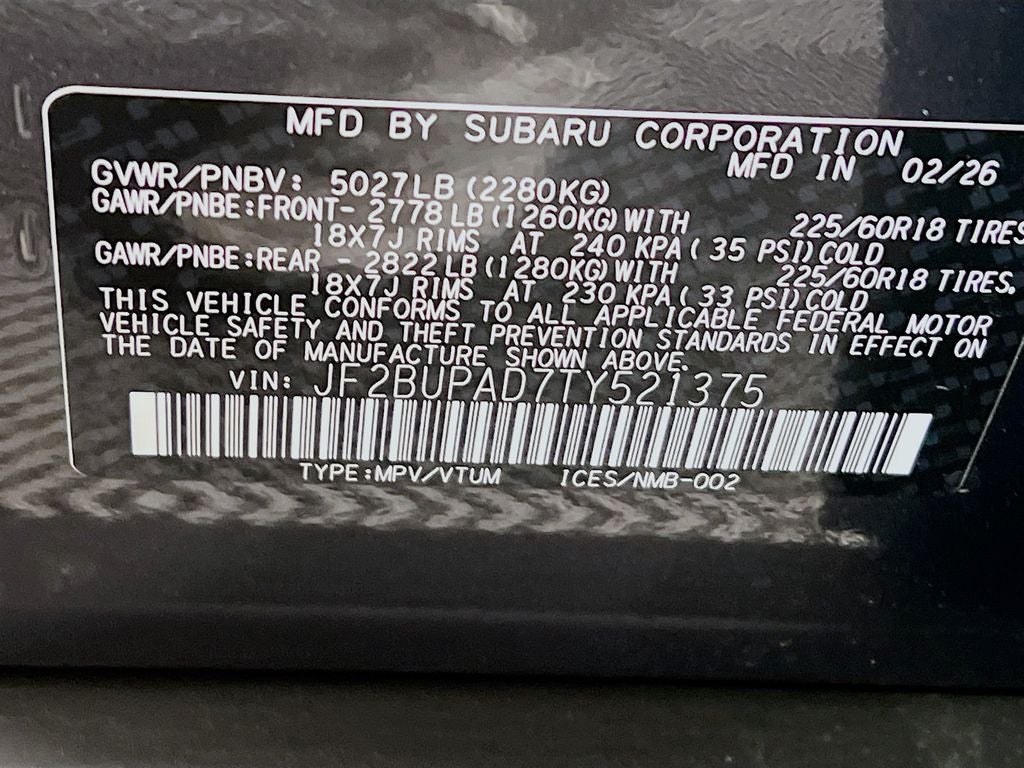 MFD BY SUBARU CORPORATION
MFD IN 02/26
GVWR/PNBV: 5027LB (2280KG)
GAWR/PNBE:FRONT- 2778 LB (1260KG) WITH 225/60R18 TIRES
18X7J RIMS AT 240 KPA ( 35 PSI) COLD
GAWR/PNBE:REAR - 2822 LB (1280KG) WITH 225/60R18 TIRES.
18X7J RIMS AT 230 KPA ( 33 PSI) COLD
THIS VEHICLE CONFORMS TO ALL APPLICABLE FEDERAL MOTOR
VEHICLE SAFETY AND THEFT PREVENTION STANDARDS IN EFFECT ON
THE DATE OF MANUFACTURE SHOWN ABOVE.
VIN: JF2BUPAD7TY521375
TYPE:MPV/VTUM ICES/NMB-002